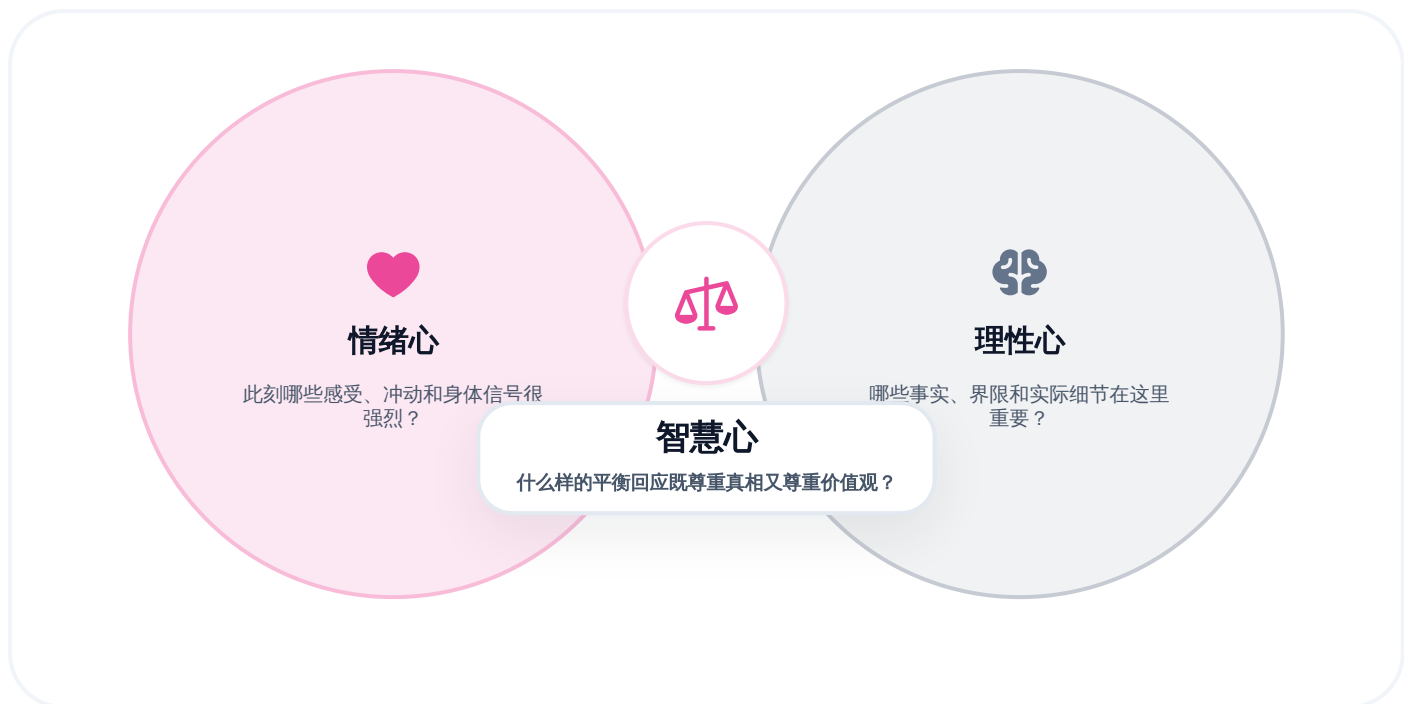 情绪心
此刻哪些感受、冲动和身体信号很
强烈？
理性心
哪些事实、界限和实际细节在这里
重要？
智慧心
什么样的平衡回应既尊重真相又尊重价值观？